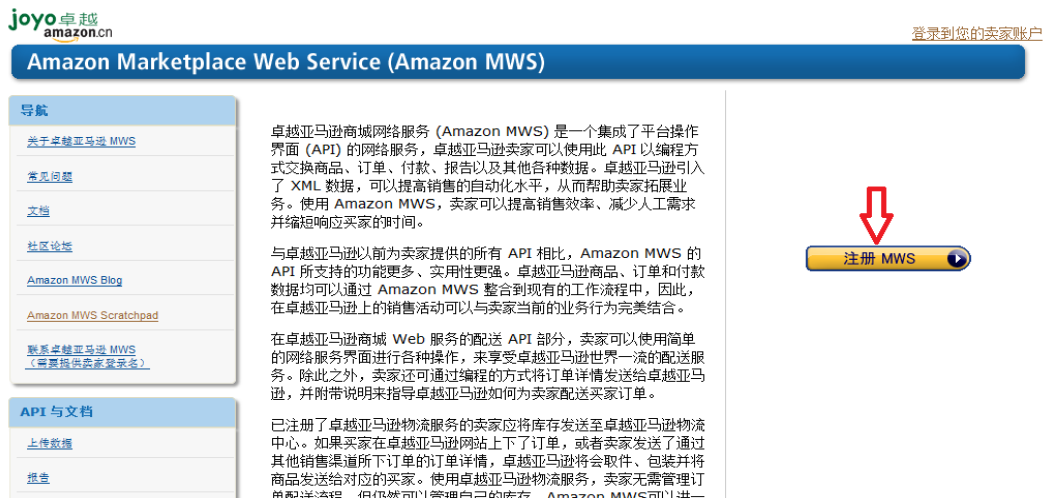 joyo卓越
amazon.cn
登录到您的卖家账户
Amazon Marketplace Web Service (Amazon MWS)
导航
关于卓越亚马逊 MWS
常见问题
文档
社区论坛
Amazon MWS Blog
Amazon MWS Scratchpad
联系卓越亚马逊 MWS
（需要提供卖家登录名）
API 与文档
上传数据
报告
卓越亚马逊商城网络服务 (Amazon MWS) 是一个集成了平台操作
界面 (API) 的网络服务，卓越亚马逊卖家可以使用此 API 以编程方
式交换商品、订单、付款、报告以及其他各种数据。卓越亚马逊引入
了 XML 数据，可以提高销售的自动化水平，从而帮助卖家拓展业
务。使用 Amazon MWS，卖家可以提高销售效率、减少人工需求
并缩短响应买家的时间。
与卓越亚马逊以前为卖家提供的所有 API 相比，Amazon MWS 的
API 所支持的功能更多、实用性更强。卓越亚马逊商品、订单和付款
数据均可以通过 Amazon MWS 整合到现有的工作流程中，因此，
在卓越亚马逊上的销售活动可以与卖家当前的业务行为完美结合。
在卓越亚马逊商城 Web 服务的配送 API 部分，卖家可以使用简单
的网络服务界面进行各种操作，来享受卓越亚马逊世界一流的配送服
务。除此之外，卖家还可通过编程的方式将订单详情发送给卓越亚马
逊，并附带说明来指导卓越亚马逊如何为卖家配送买家订单。
已注册了卓越亚马逊物流服务的卖家应将库存发送至卓越亚马逊物流
中心。如果买家在卓越亚马逊网站上下了订单，或者卖家发送了通过
其他销售渠道所下订单的订单详情，卓越亚马逊将会取件、包装并将
商品发送给对应的买家。使用卓越亚马逊物流服务，卖家无需管理订
单配送流程，但仍然可以管理自己的库存。Amazon MWS可以进一
注册 MWS